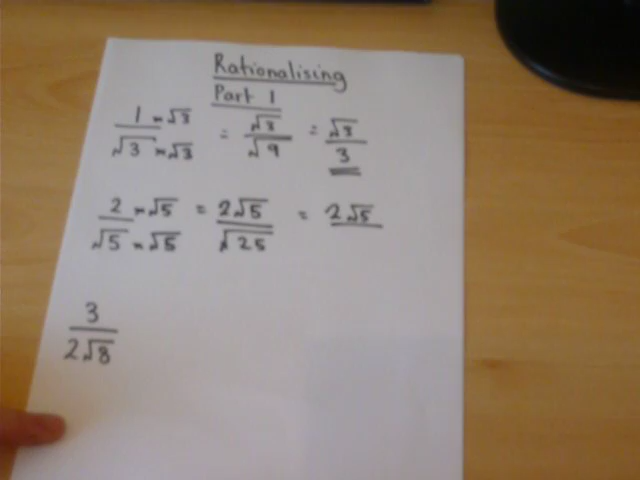 Rationalising
Part 1
1 × √3 / √3 × √3 = √3 / √9 = √3 / 3
2 × √5 / √5 × √5 = 2√5 / √25 = 2√5
3 / 2√8